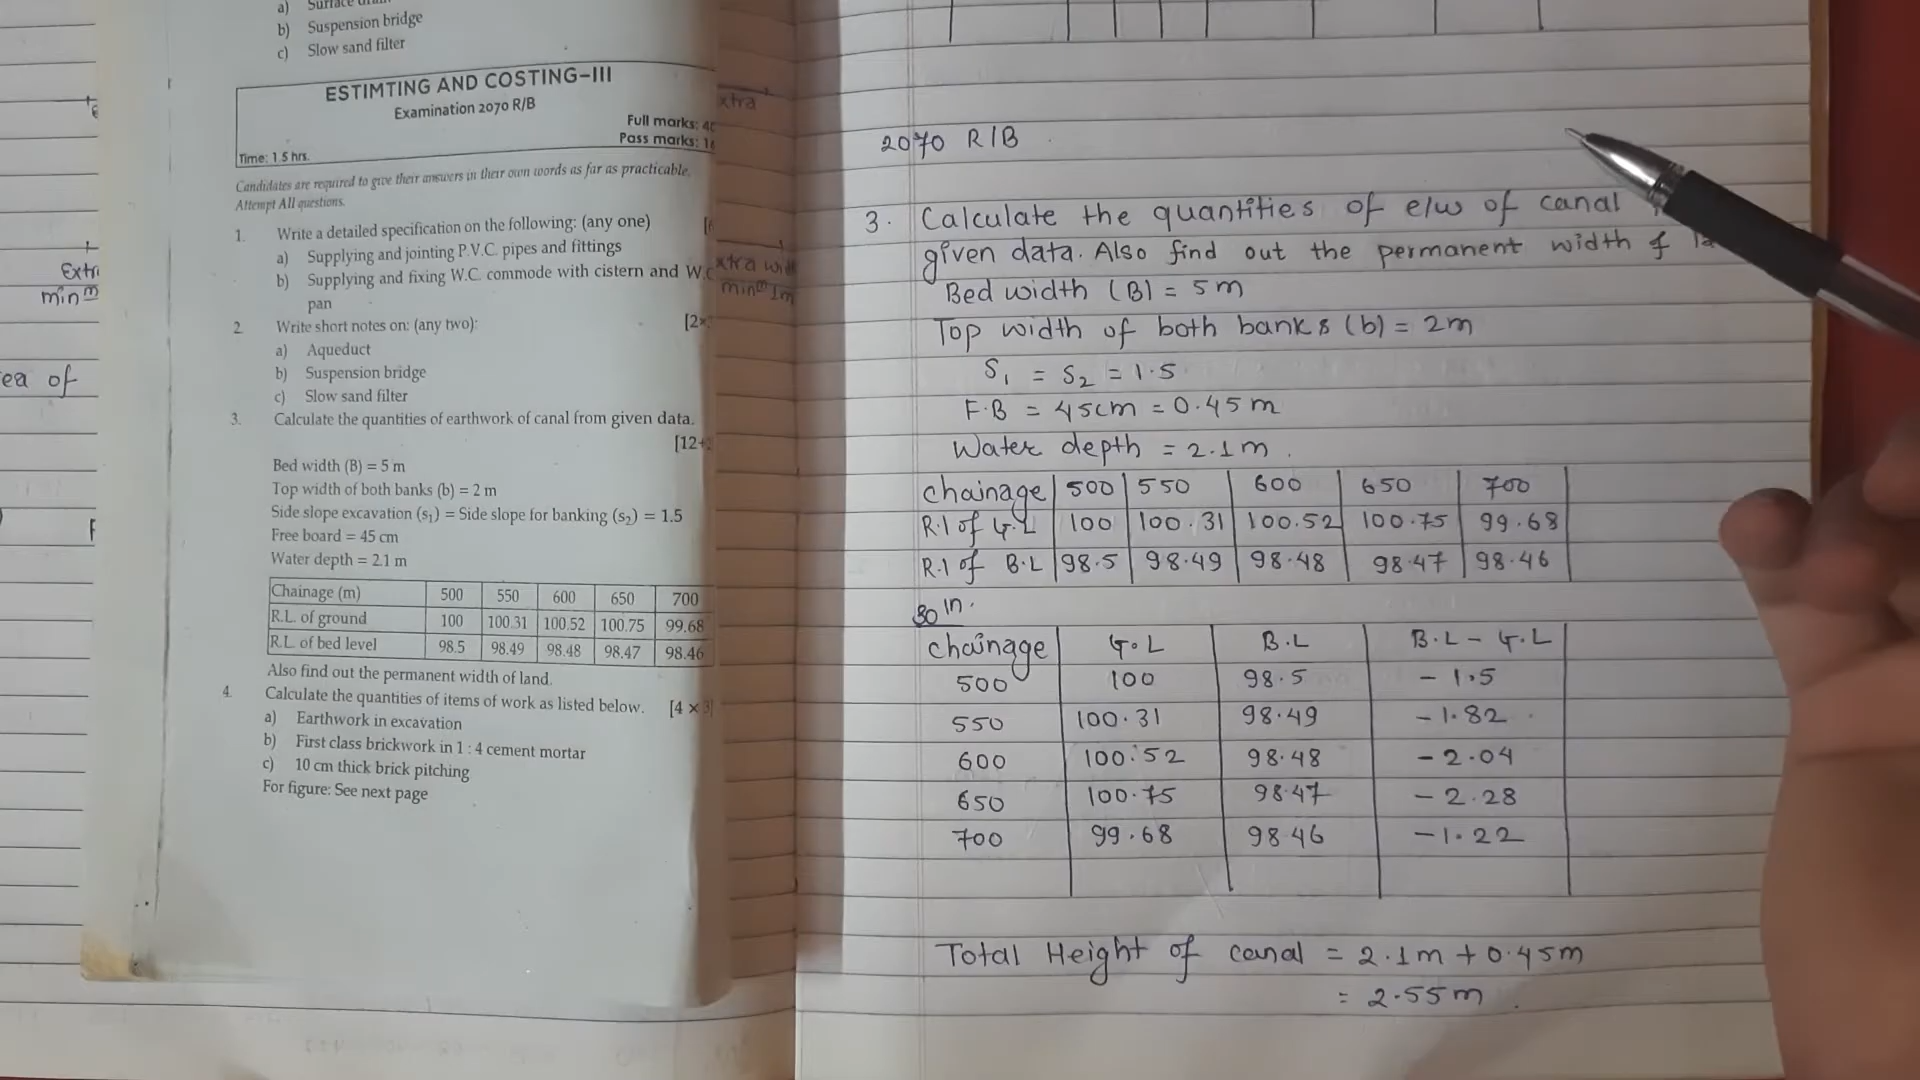 a)
b) Suspension bridge
c) Slow sand filter
ESTIMTING AND COSTING–III
Examination 2070 R/B
Full marks: 40
Pass marks: 16
Time: 1 5 hrs.
Candidates are required to give their answers in their own words as far as practicable.
Attempt All questions.
1. Write a detailed specification on the following: (any one)
a) Supplying and jointing P.V.C. pipes and fittings
b) Supplying and fixing W.C. commode with cistern and W.C
pan
2 Write short notes on: (any two): [2×
a) Aqueduct
b) Suspension bridge
c) Slow sand filter
3. Calculate the quantities of earthwork of canal from given data.
[12+
Bed width (B) = 5 m
Top width of both banks (b) = 2 m
Side slope excavation (s₁) = Side slope for banking (s₂) = 1.5
Free board = 45 cm
Water depth = 2.1 m
Chainage (m) 500 550 600 650 700
R.L. of ground 100 100.31 100.52 100.75 99.68
R.L. of bed level 98.5 98.49 98.48 98.47 98.46
Also find out the permanent width of land.
4. Calculate the quantities of items of work as listed below. [4 × 3]
a) Earthwork in excavation
b) First class brickwork in 1 : 4 cement mortar
c) 10 cm thick brick pitching
For figure: See next page
Extr
minᵐ
ea of
xtra
xtra wi
minᵐ 1m
2070 R/B
3. Calculate the quantities of e/w of canal
given data. Also find out the permanent width of
Bed width (B) = 5m
Top width of both banks (b) = 2m
S₁ = S₂ = 1.5
F.B = 45cm = 0.45m
Water depth = 2.1m.
chainage 500 550 600 650 700
R.l of G.L 100 100.31 100.52 100.75 99.68
R.l of B.L 98.5 98.49 98.48 98.47 98.46
Soln.
chainage G.L B.L B.L - G.L
500 100 98.5 - 1.5
550 100.31 98.49 - 1.82
600 100.52 98.48 - 2.04
650 100.75 98.47 - 2.28
700 99.68 98.46 - 1.22
Total Height of canal = 2.1m + 0.45m
= 2.55m.